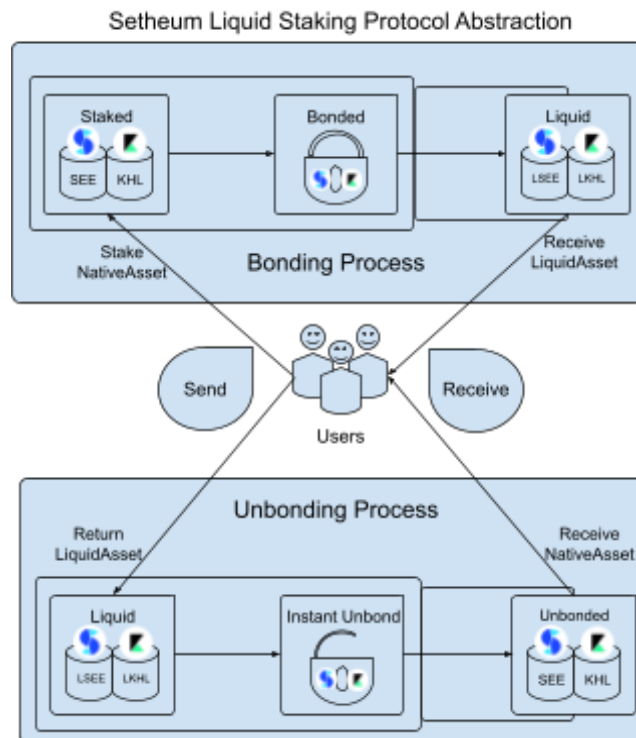 Setheum Liquid Staking Protocol Abstraction
Staked
SEE
KHL
Bonded
Liquid
LSEE
LKHL
Stake
NativeAsset
Bonding Process
Receive
LiquidAsset
Send
Receive
Users
Unbonding Process
Return
LiquidAsset
Receive
NativeAsset
Liquid
LSEE
LKHL
Instant Unbond
Unbonded
SEE
KHL